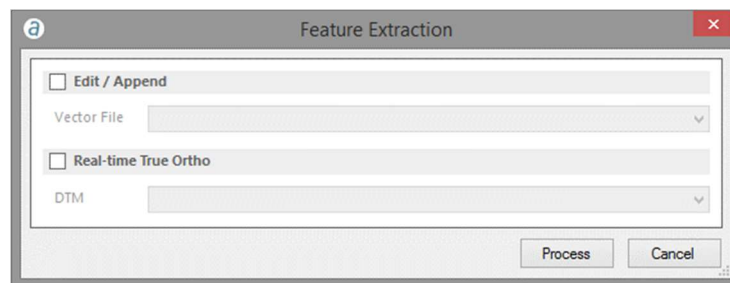 Feature Extraction
Edit / Append
Vector File
Real-time True Ortho
DTM
Process Cancel